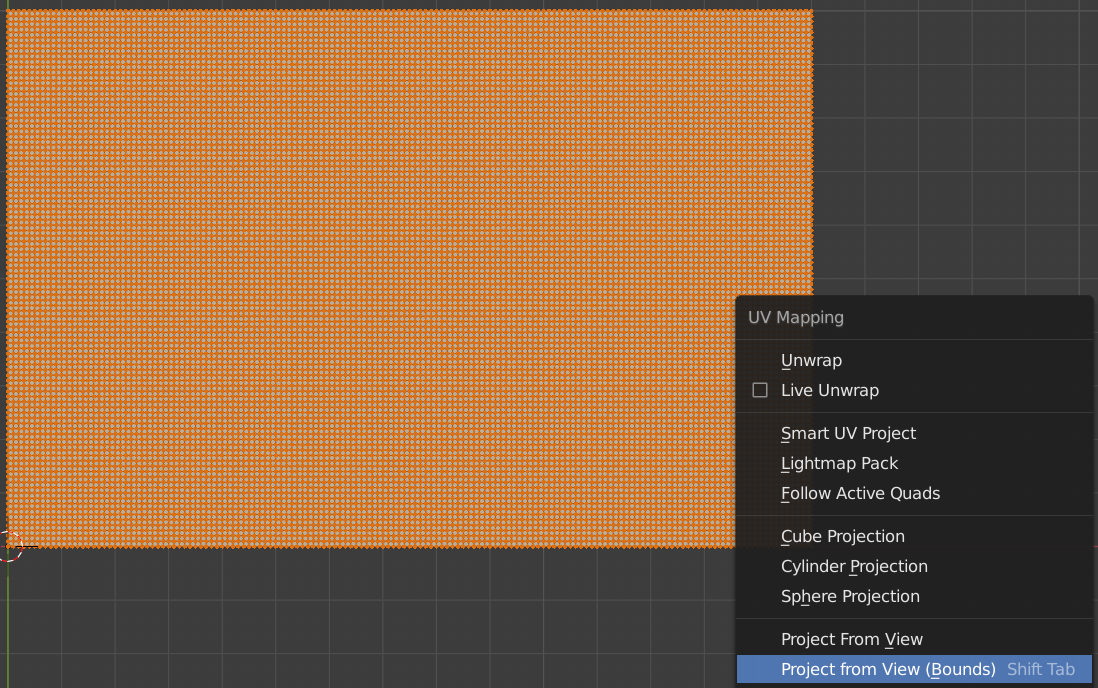 UV Mapping
Unwrap
Live Unwrap
Smart UV Project
Lightmap Pack
Follow Active Quads
Cube Projection
Cylinder Projection
Sphere Projection
Project From View
Project from View (Bounds) Shift Tab